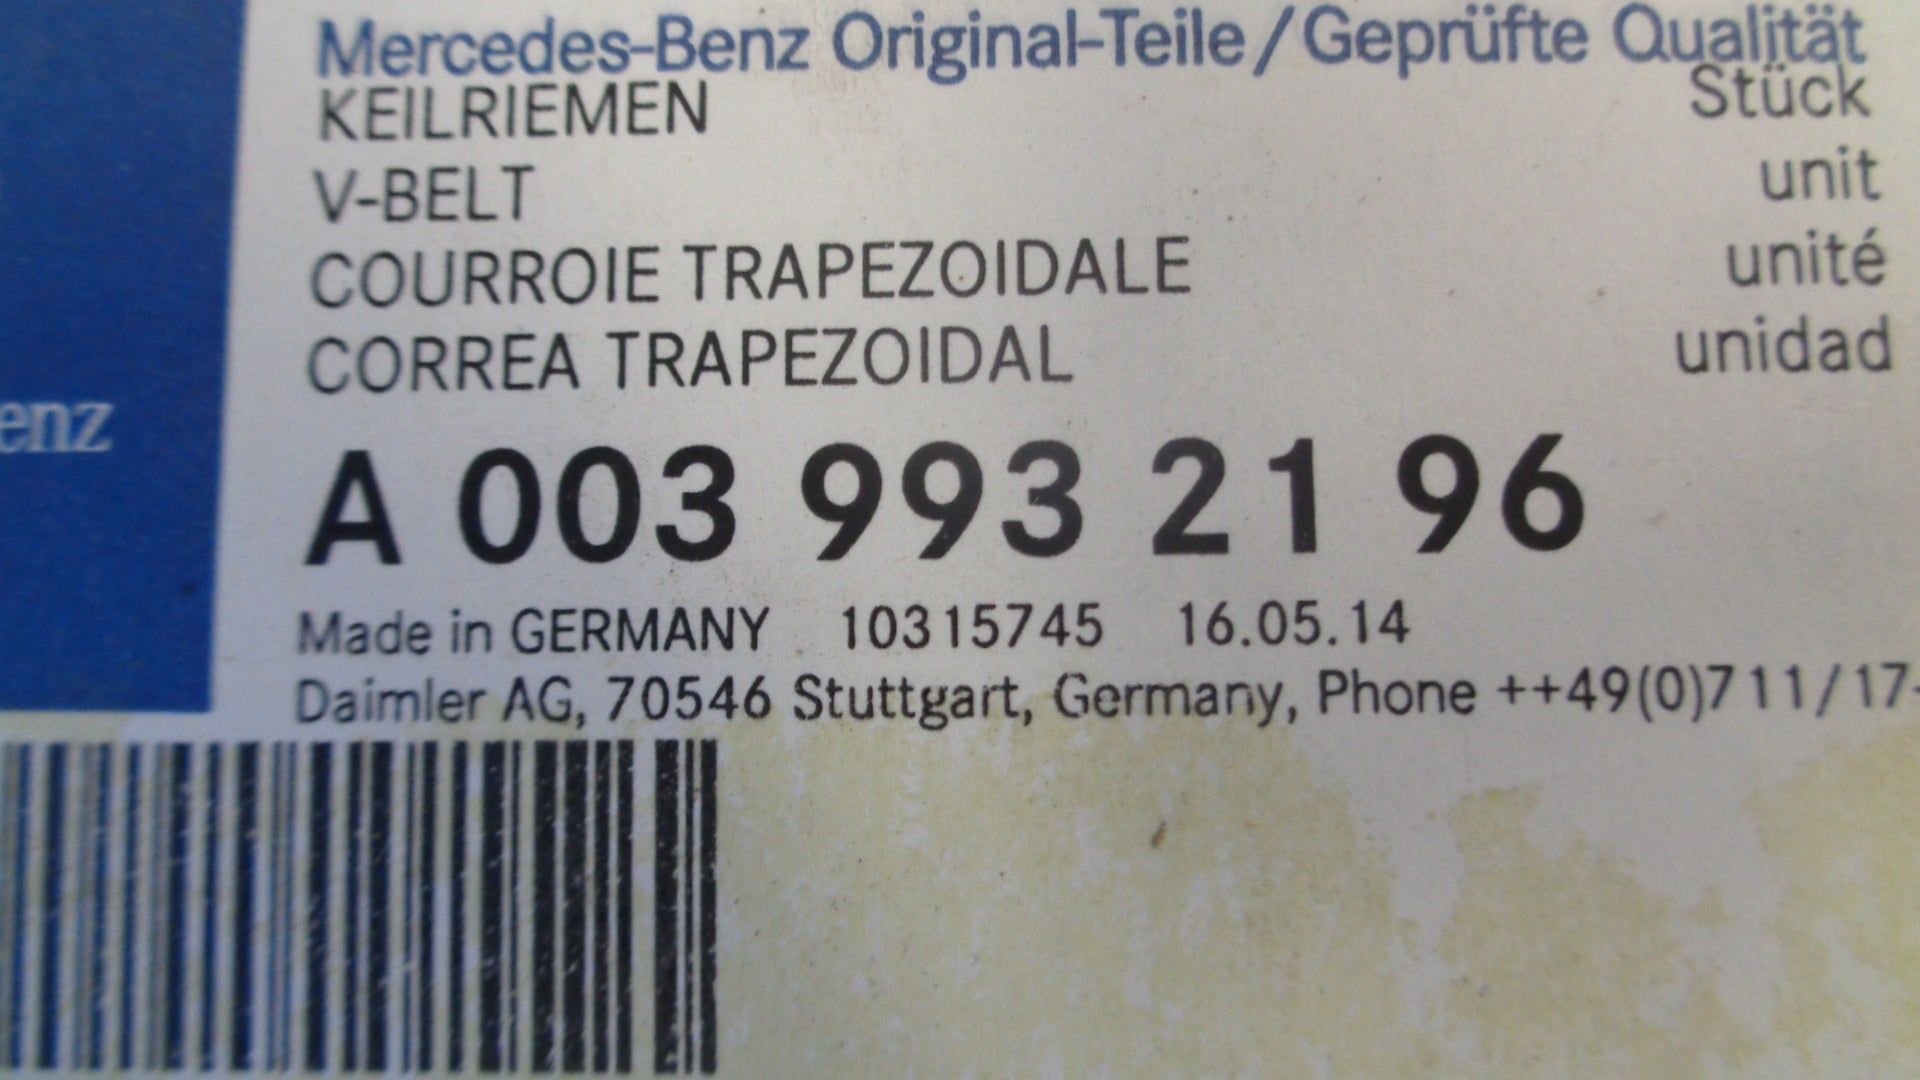 Mercedes-Benz Original-Teile/Geprüfte Qualität
KEILRIEMEN Stück
V-BELT unit
COURROIE TRAPEZOIDALE unité
CORREA TRAPEZOIDAL unidad
enz
A 003 993 21 96
Made in GERMANY 10315745 16.05.14
Daimler AG, 70546 Stuttgart, Germany, Phone ++49(0)711/17-